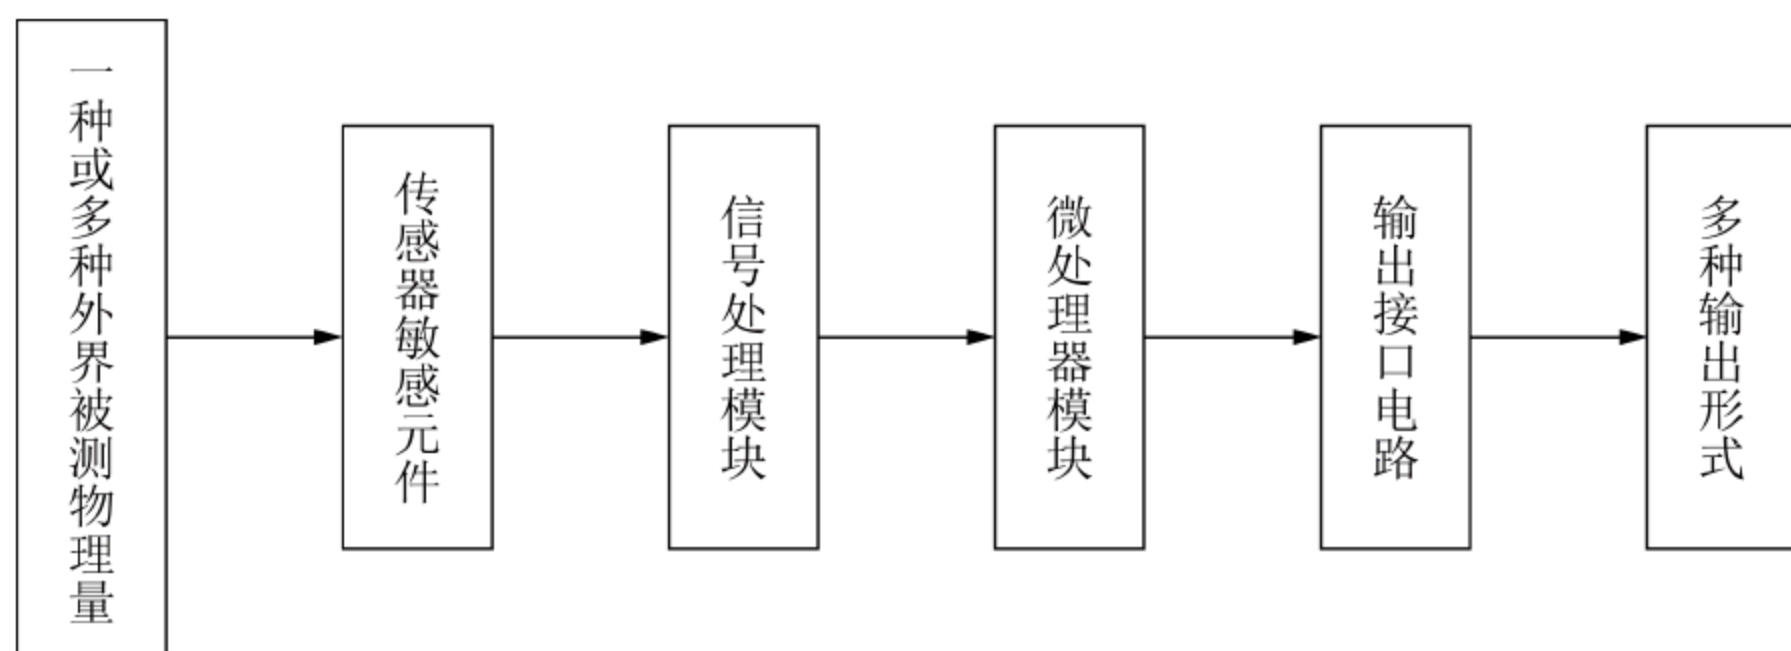 一种或多种外界被测物理量
传感器敏感元件
信号处理模块
微处理器模块
输出接口电路
多种输出形式